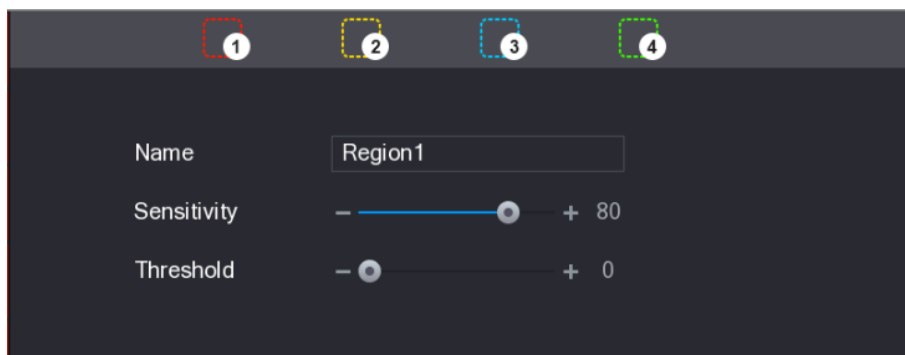 1 2 3 4
Name Region1
Sensitivity - + 80
Threshold - + 0